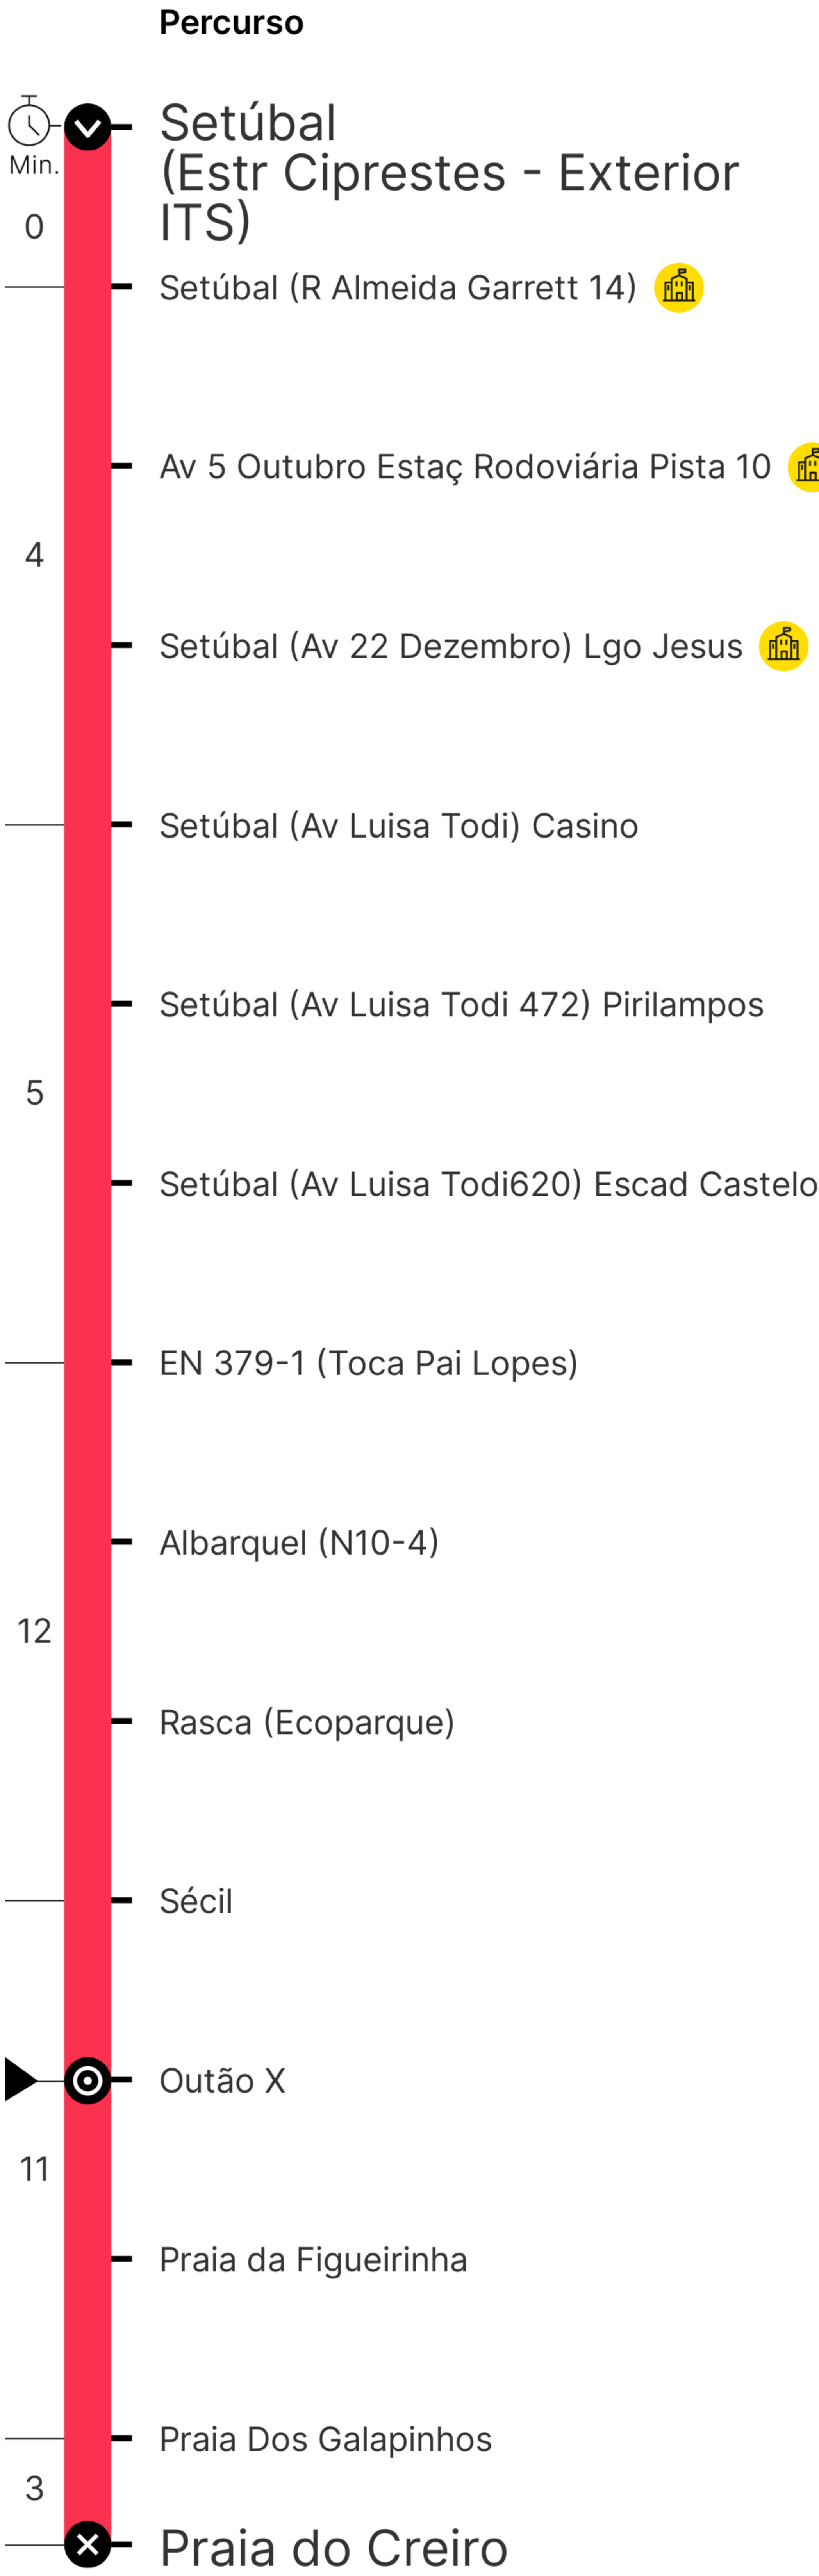 Percurso
Setúbal
Min.
(Estr Ciprestes - Exterior
ITS)
0
Setúbal (R Almeida Garrett 14)
Av 5 Outubro Estaç Rodoviária Pista 10
4
Setúbal (Av 22 Dezembro) Lgo Jesus
Setúbal (Av Luisa Todi) Casino
Setúbal (Av Luisa Todi 472) Pirilampos
5
Setúbal (Av Luisa Todi620) Escad Castelo
EN 379-1 (Toca Pai Lopes)
Albarquel (N10-4)
12
Rasca (Ecoparque)
Sécil
Outão X
11
Praia da Figueirinha
Praia Dos Galapinhos
3
Praia do Creiro